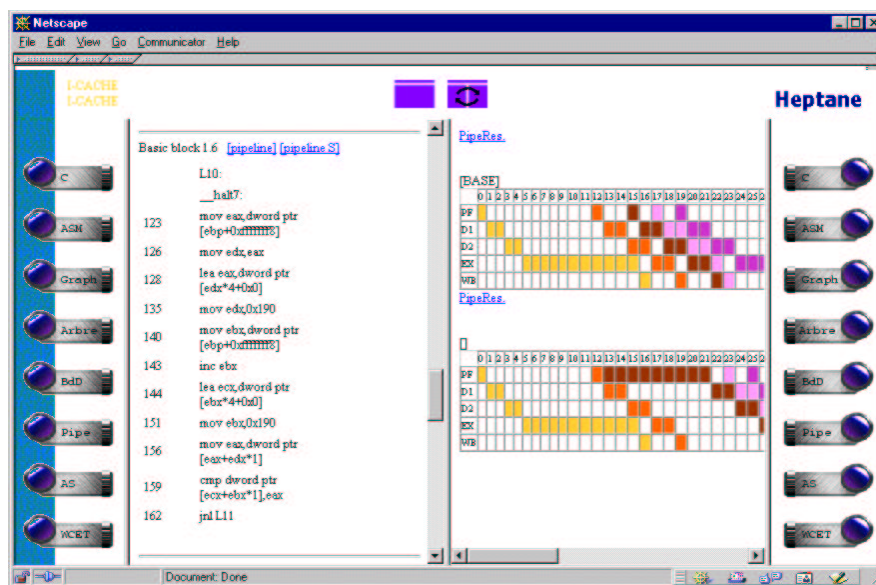 Netscape
File Edit View Go Communicator Help
I-CACHE
I-CACHE
Heptane
C
ASM
Graph
Arbre
BdD
Pipe
AS
WCET
Basic block 1.6 [pipeline] [pipeline S]
L10:
__halt7:
123 mov eax,dword ptr
[ebp+0xfffffff8]
126 mov edx,eax
128 lea eax,dword ptr
[edx*4+0x0]
135 mov edx,0x190
140 mov ebx,dword ptr
[ebp+0xfffffff8]
143 inc ebx
144 lea ecx,dword ptr
[ebx*4+0x0]
151 mov ebx,0x190
156 mov eax,dword ptr
[eax+edx*1]
159 cmp dword ptr
[ecx+ebx*1],eax
162 jnl L11
PipeRes.
[BASE]
0 1 2 3 4 5 6 7 8 9 10 11 12 13 14 15 16 17 18 19 20 21 22 23 24 25
PF
D1
D2
EX
WB
PipeRes.
[]
0 1 2 3 4 5 6 7 8 9 10 11 12 13 14 15 16 17 18 19 20 21 22 23 24 25
PF
D1
D2
EX
WB
C
ASM
Graph
Arbre
BdD
Pipe
AS
WCET
Document: Done